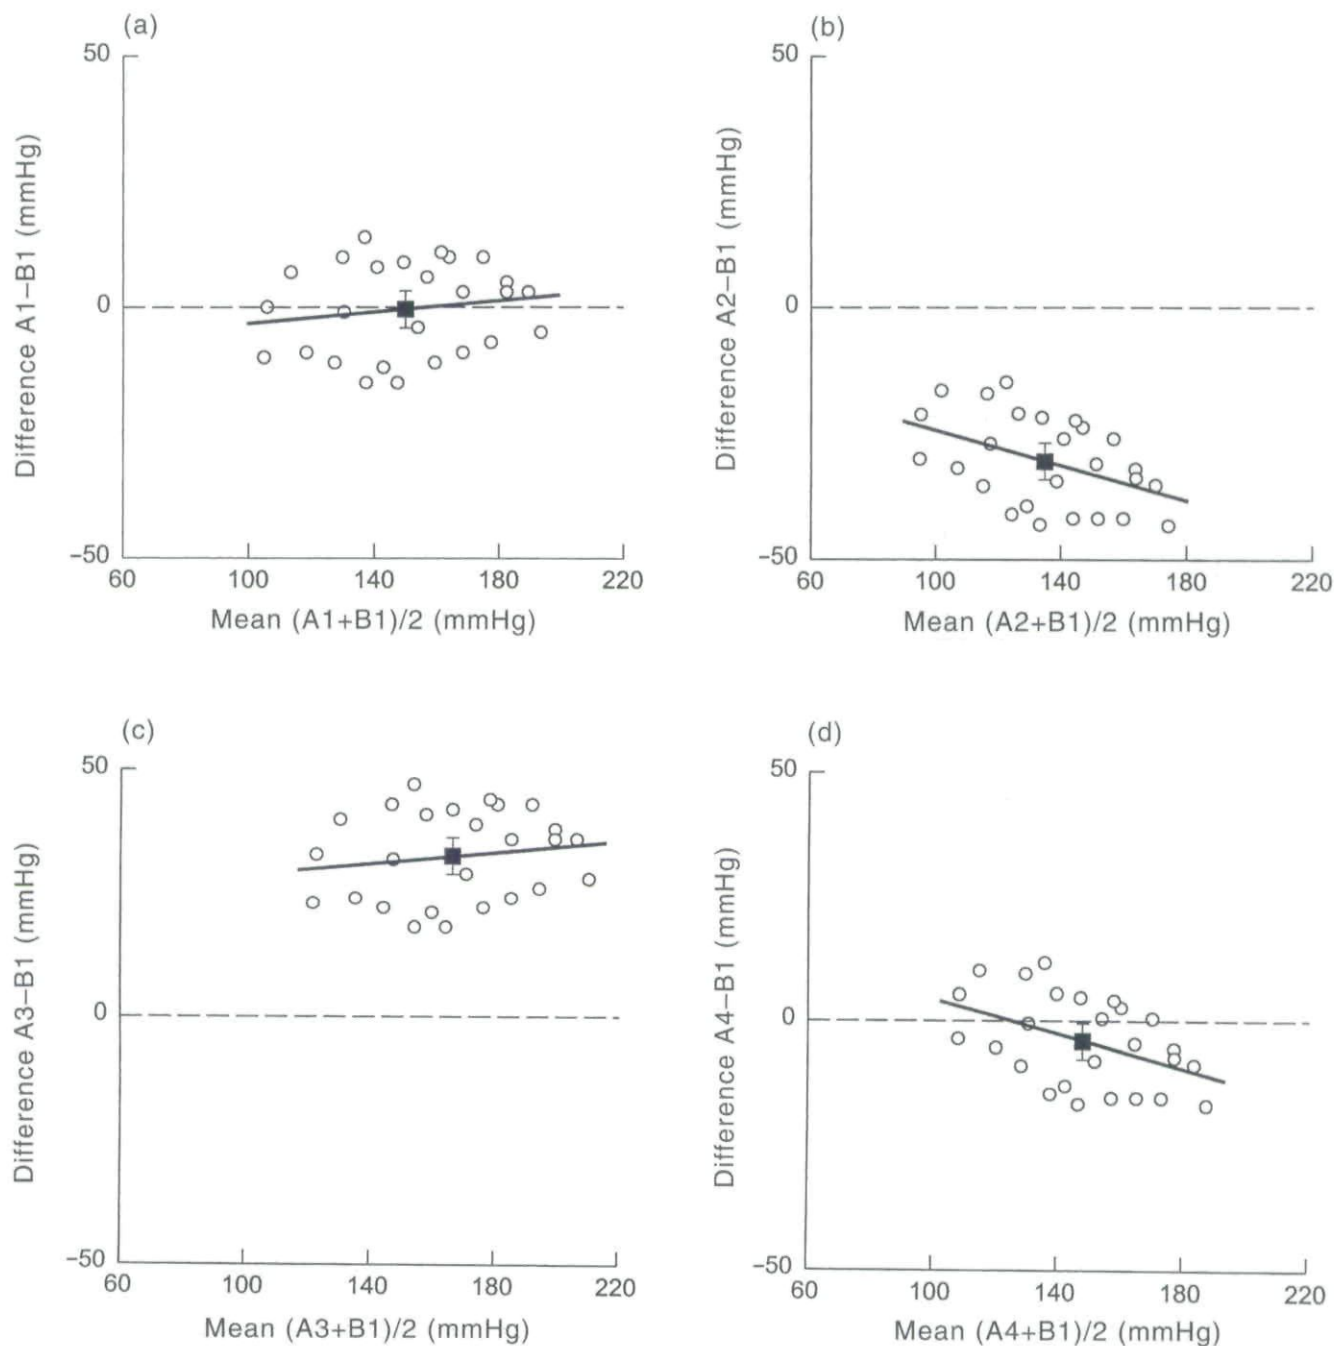 (a)
50
0
−50
60 100 140 180 220
Difference A1−B1 (mmHg)
Mean (A1+B1)/2 (mmHg)
(b)
50
0
−50
60 100 140 180 220
Difference A2−B1 (mmHg)
Mean (A2+B1)/2 (mmHg)
(c)
50
0
−50
60 100 140 180 220
Difference A3−B1 (mmHg)
Mean (A3+B1)/2 (mmHg)
(d)
50
0
−50
60 100 140 180 220
Difference A4−B1 (mmHg)
Mean (A4+B1)/2 (mmHg)